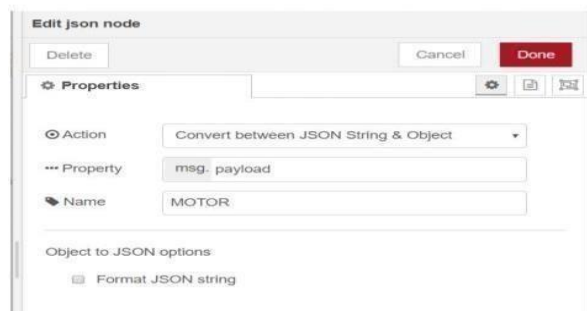 Edit json node
Delete Cancel Done
Properties
Action Convert between JSON String & Object
Property msg. payload
Name MOTOR
Object to JSON options
Format JSON string